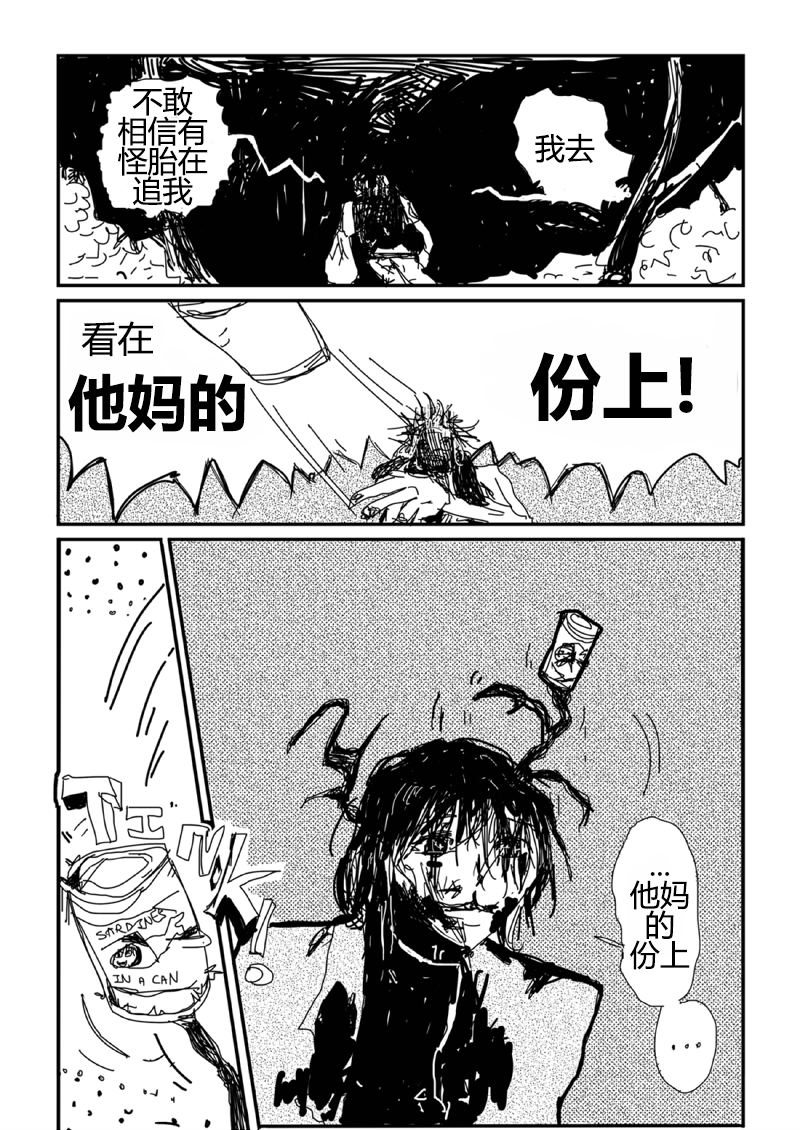 我去
不敢
相信有
怪胎在
追我
看在
他妈的
份上!
TINK!
SARDINES
IN A CAN
...
他妈
的
份上
...